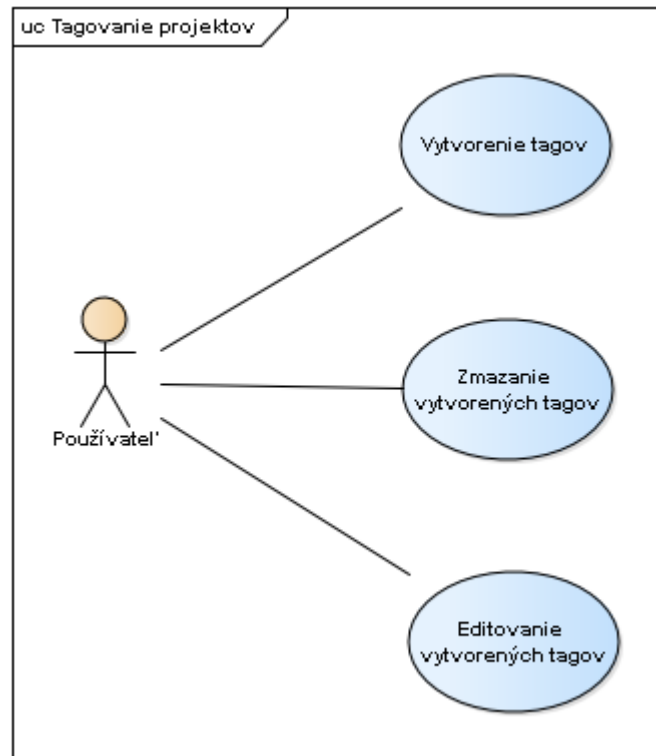 uc Tagovanie projektov
Vytvorenie tagov
Zmazanie
vytvorených tagov
Používateľ
Editovanie
vytvorených tagov